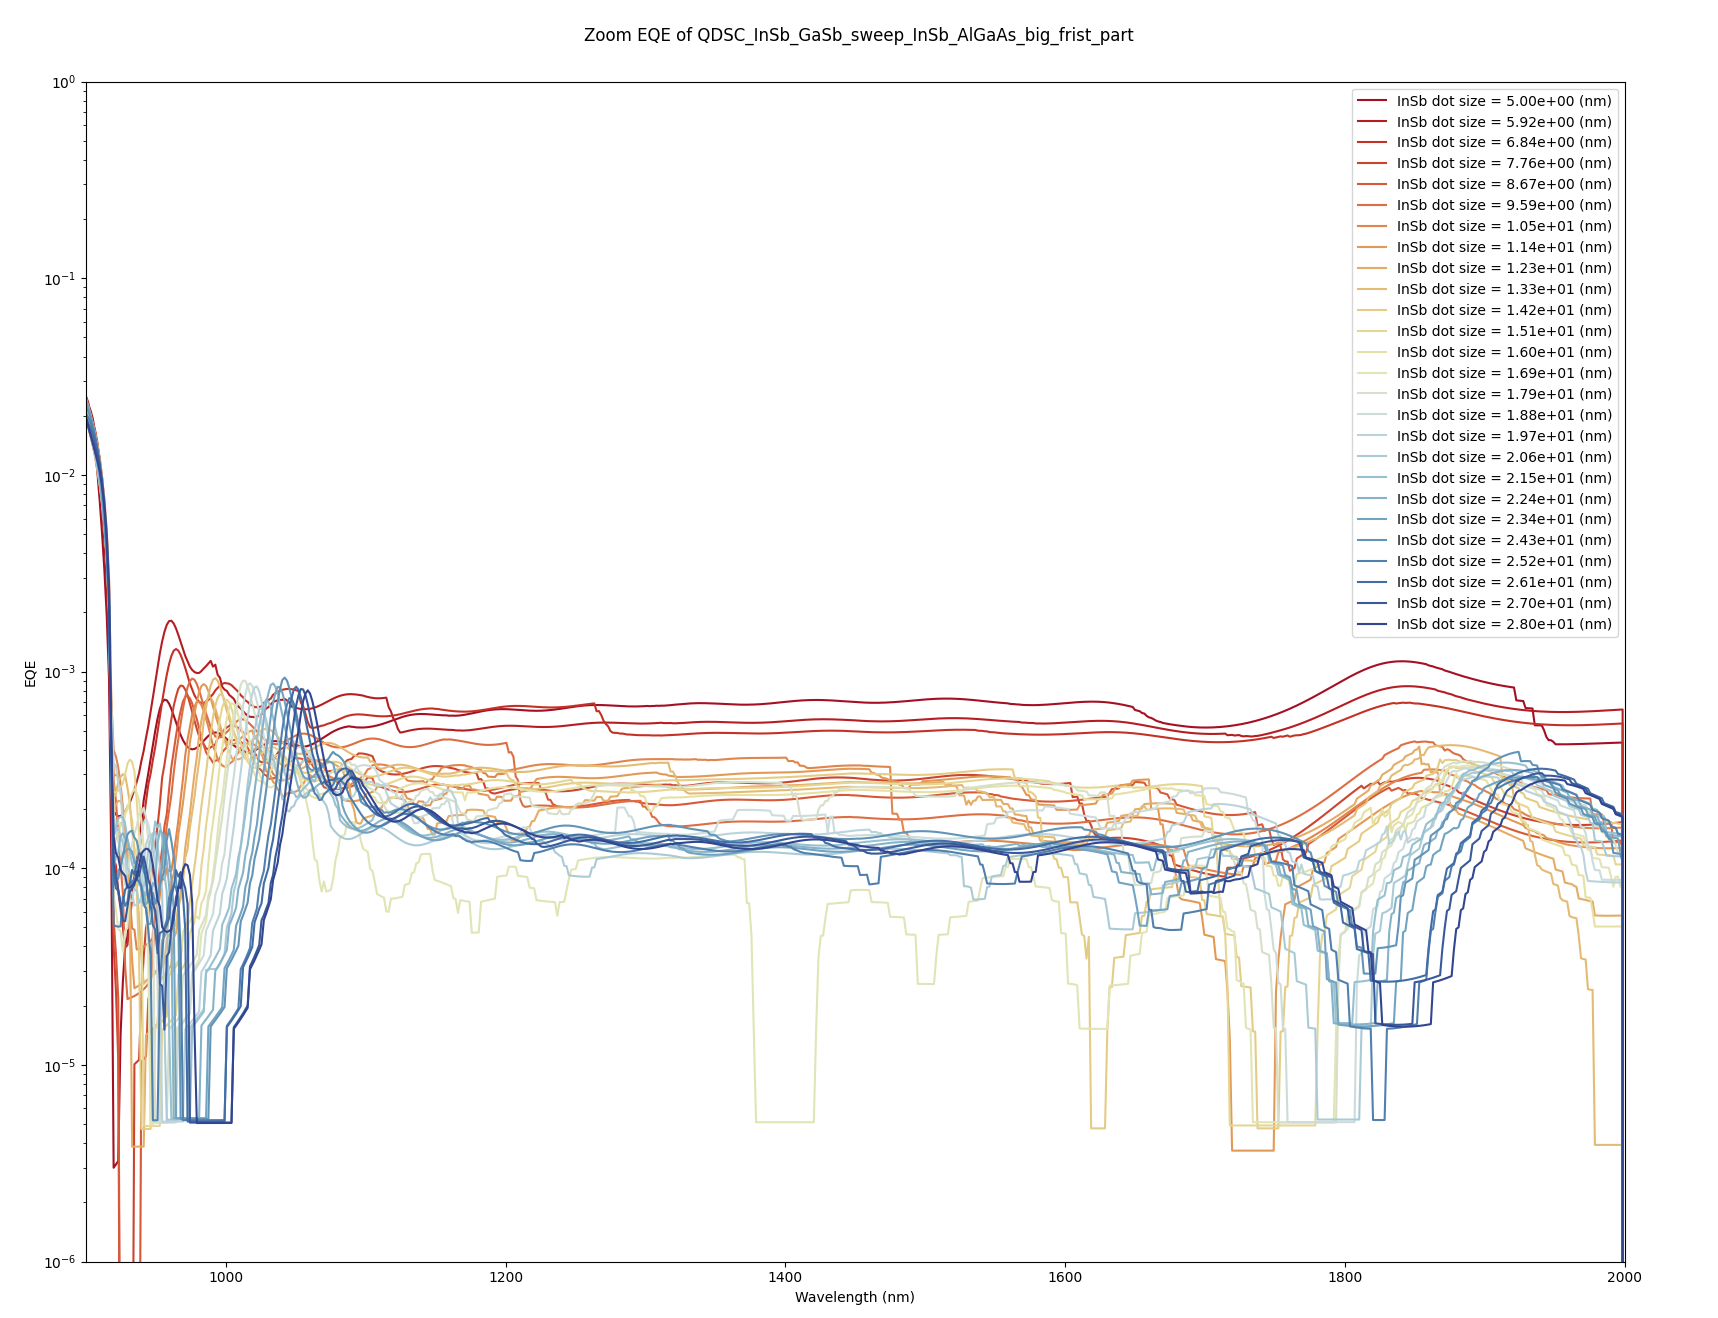 Zoom EQE of QDSC_InSb_GaSb_sweep_InSb_AlGaAs_big_frist_part
10⁰
10⁻¹
10⁻²
10⁻³
10⁻⁴
10⁻⁵
10⁻⁶
EQE
InSb dot size = 5.00e+00 (nm)
InSb dot size = 5.92e+00 (nm)
InSb dot size = 6.84e+00 (nm)
InSb dot size = 7.76e+00 (nm)
InSb dot size = 8.67e+00 (nm)
InSb dot size = 9.59e+00 (nm)
InSb dot size = 1.05e+01 (nm)
InSb dot size = 1.14e+01 (nm)
InSb dot size = 1.23e+01 (nm)
InSb dot size = 1.33e+01 (nm)
InSb dot size = 1.42e+01 (nm)
InSb dot size = 1.51e+01 (nm)
InSb dot size = 1.60e+01 (nm)
InSb dot size = 1.69e+01 (nm)
InSb dot size = 1.79e+01 (nm)
InSb dot size = 1.88e+01 (nm)
InSb dot size = 1.97e+01 (nm)
InSb dot size = 2.06e+01 (nm)
InSb dot size = 2.15e+01 (nm)
InSb dot size = 2.24e+01 (nm)
InSb dot size = 2.34e+01 (nm)
InSb dot size = 2.43e+01 (nm)
InSb dot size = 2.52e+01 (nm)
InSb dot size = 2.61e+01 (nm)
InSb dot size = 2.70e+01 (nm)
InSb dot size = 2.80e+01 (nm)
1000 1200 1400 1600 1800 2000
Wavelength (nm)